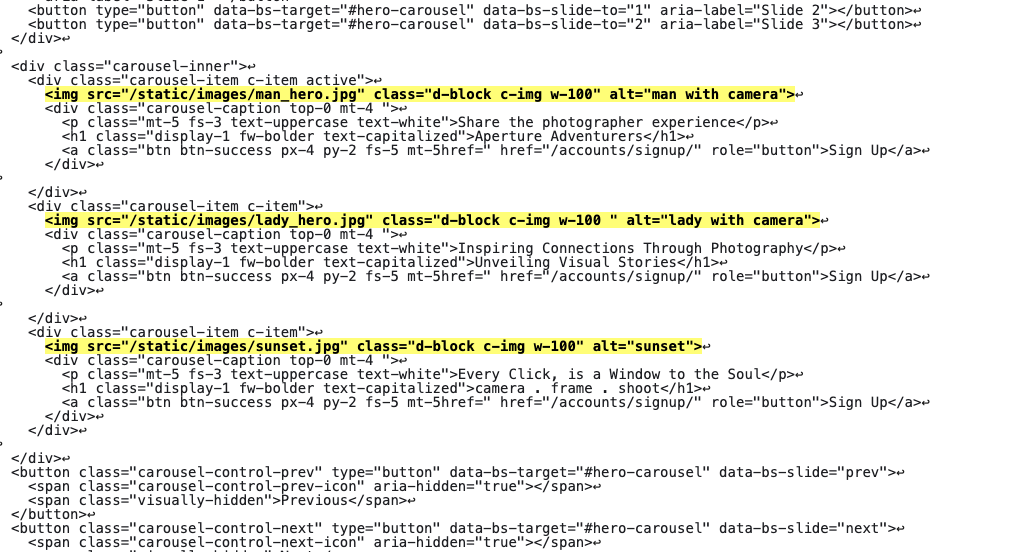 <button type="button" data-bs-target="#hero-carousel" data-bs-slide-to="1" aria-label="Slide 2"></button>↩
<button type="button" data-bs-target="#hero-carousel" data-bs-slide-to="2" aria-label="Slide 3"></button>↩
</div>↩
↩
<div class="carousel-inner">↩
<div class="carousel-item c-item active">↩
<img src="/static/images/man_hero.jpg" class="d-block c-img w-100" alt="man with camera">↩
<div class="carousel-caption top-0 mt-4 ">↩
<p class="mt-5 fs-3 text-uppercase text-white">Share the photographer experience</p>↩
<h1 class="display-1 fw-bolder text-capitalized">Aperture Adventurers</h1>↩
<a class="btn btn-success px-4 py-2 fs-5 mt-5href=" href="/accounts/signup/" role="button">Sign Up</a>↩
</div>↩
↩
</div>↩
<div class="carousel-item c-item">↩
<img src="/static/images/lady_hero.jpg" class="d-block c-img w-100 " alt="lady with camera">↩
<div class="carousel-caption top-0 mt-4 ">↩
<p class="mt-5 fs-3 text-uppercase text-white">Inspiring Connections Through Photography</p>↩
<h1 class="display-1 fw-bolder text-capitalized">Unveiling Visual Stories</h1>↩
<a class="btn btn-success px-4 py-2 fs-5 mt-5href=" href="/accounts/signup/" role="button">Sign Up</a>↩
</div>↩
↩
</div>↩
<div class="carousel-item c-item">↩
<img src="/static/images/sunset.jpg" class="d-block c-img w-100" alt="sunset">↩
<div class="carousel-caption top-0 mt-4 ">↩
<p class="mt-5 fs-3 text-uppercase text-white">Every Click, is a Window to the Soul</p>↩
<h1 class="display-1 fw-bolder text-capitalized">camera . frame . shoot</h1>↩
<a class="btn btn-success px-4 py-2 fs-5 mt-5href=" href="/accounts/signup/" role="button">Sign Up</a>↩
</div>↩
</div>↩
↩
</div>↩
<button class="carousel-control-prev" type="button" data-bs-target="#hero-carousel" data-bs-slide="prev">↩
<span class="carousel-control-prev-icon" aria-hidden="true"></span>↩
<span class="visually-hidden">Previous</span>↩
</button>↩
<button class="carousel-control-next" type="button" data-bs-target="#hero-carousel" data-bs-slide="next">↩
<span class="carousel-control-next-icon" aria-hidden="true"></span>↩